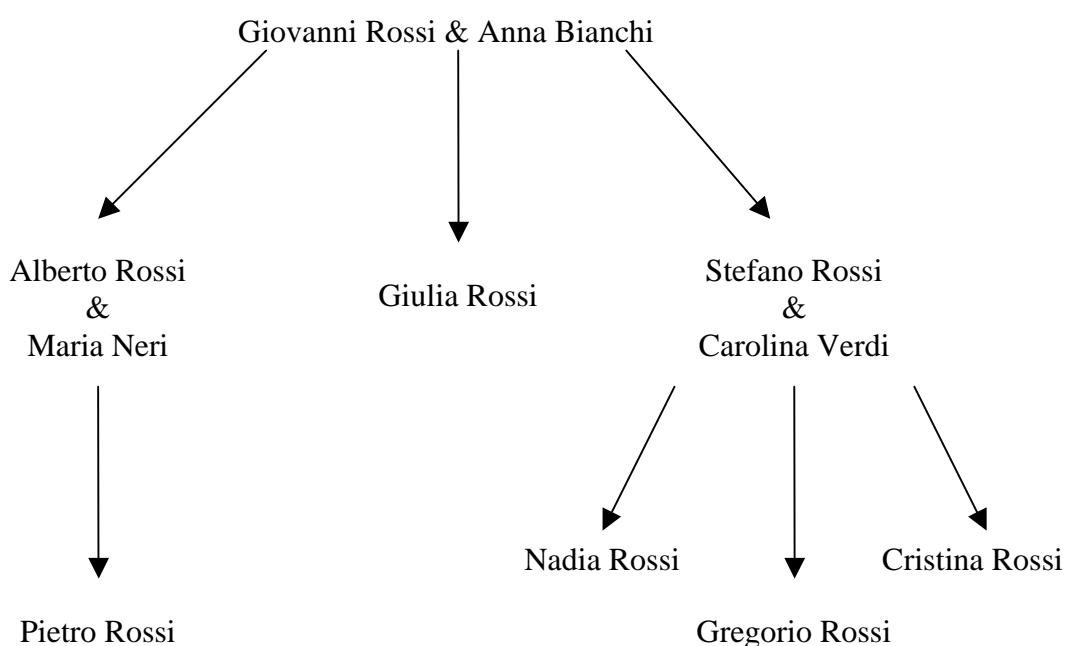 Giovanni Rossi & Anna Bianchi
Alberto Rossi
&
Maria Neri
Giulia Rossi
Stefano Rossi
&
Carolina Verdi
Nadia Rossi
Cristina Rossi
Pietro Rossi
Gregorio Rossi